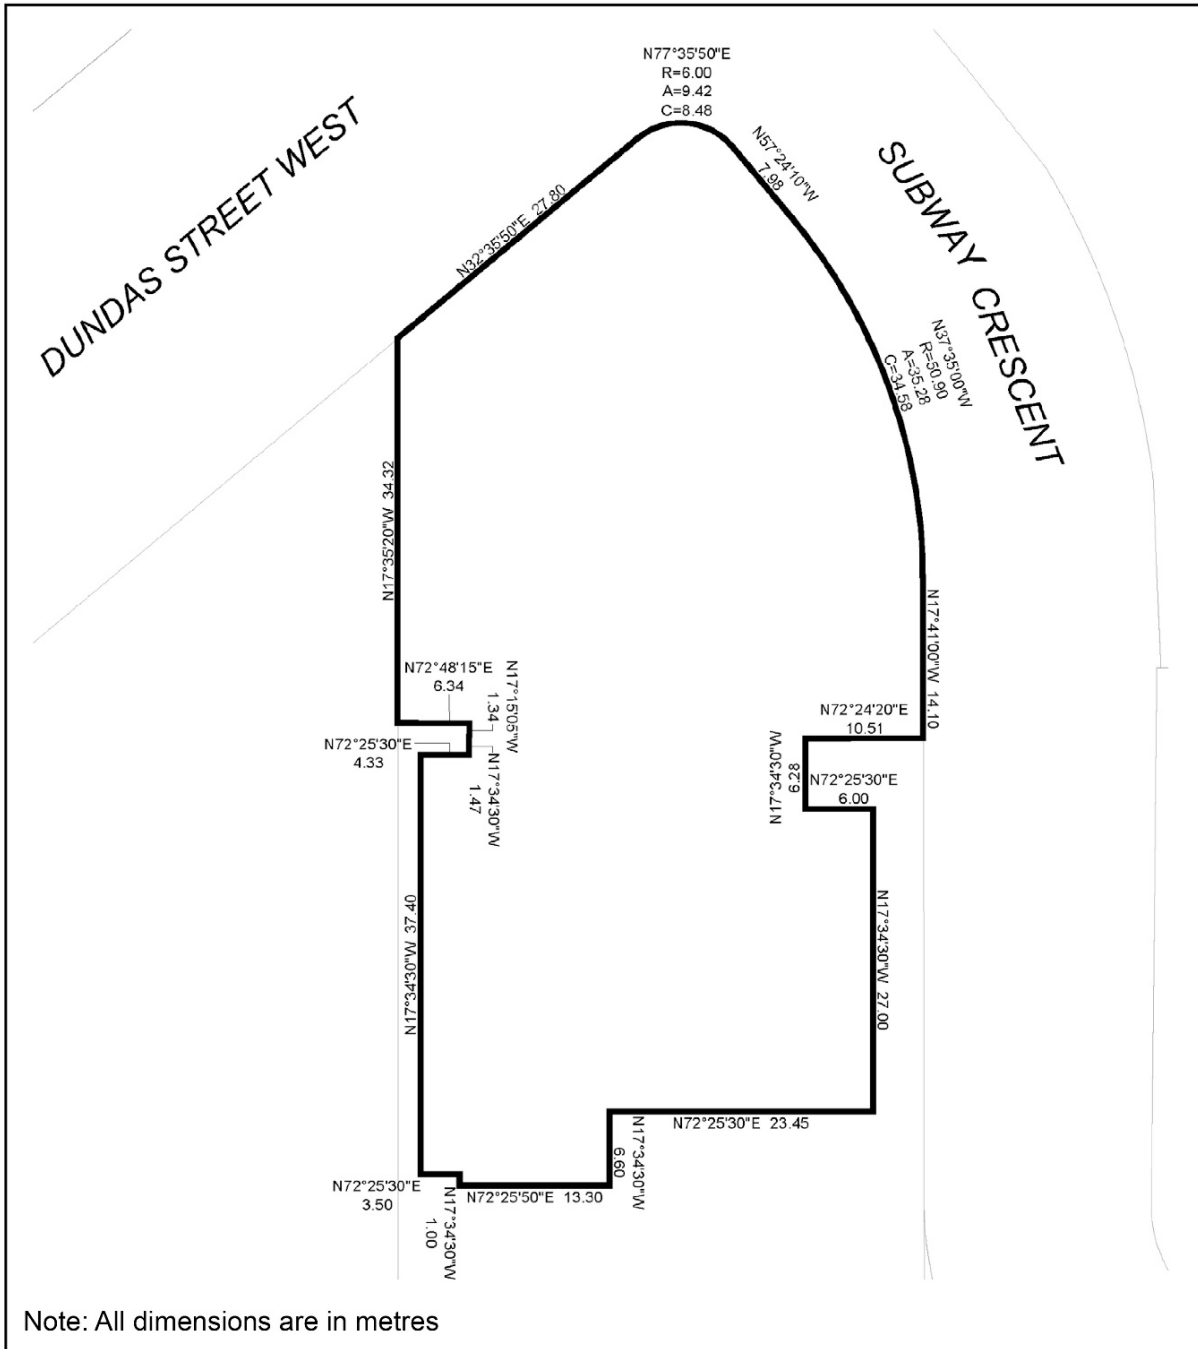 N77°35'50"E
R=6.00
A=9.42
C=8.48
DUNDAS STREET WEST
N57°24'10"W
7.98
SUBWAY CRESCENT
N32°35'50"E 27.80
N37°35'00"W
R=50.90
A=35.28
C=34.58
N17°35'20"W 34.32
N17°41'00"W 14.10
N72°48'15"E
6.34
N17°15'05"W
1.34
N72°25'30"E
4.33
N17°34'30"W
1.47
N72°24'20"E
10.51
N17°34'30"W
6.28
N72°25'30"E
6.00
N17°34'30"W 37.40
N17°34'30"W 27.00
N72°25'30"E 23.45
N17°34'30"W
6.60
N72°25'30"E
3.50
N17°34'30"W
1.00
N72°25'50"E 13.30
Note: All dimensions are in metres